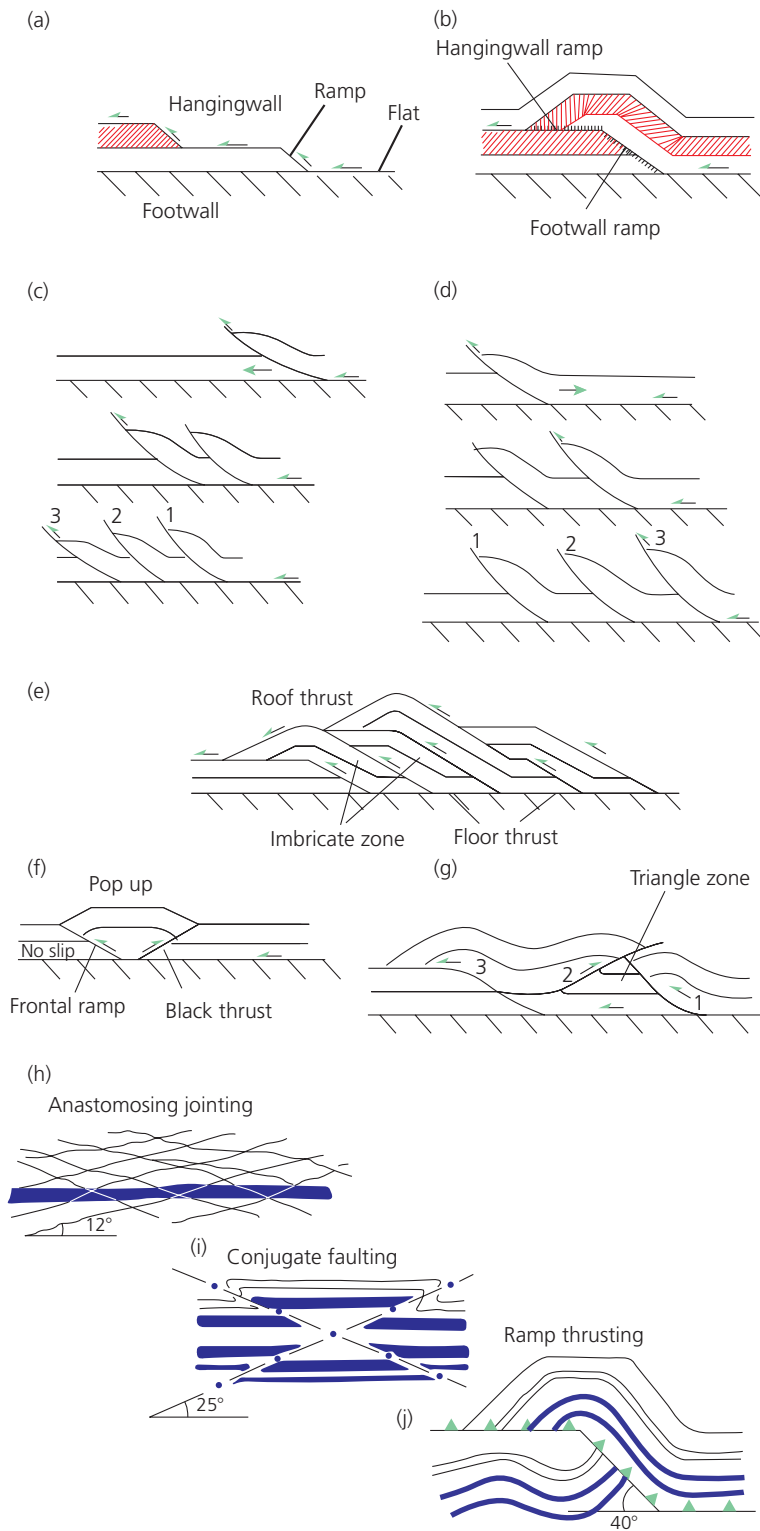 (a)
Hangingwall
Ramp
Flat
Footwall
(b)
Hangingwall ramp
Footwall ramp
(c)
3 2 1
(d)
1 2 3
(e)
Roof thrust
Imbricate zone
Floor thrust
(f)
Pop up
No slip
Frontal ramp
Black thrust
(g)
Triangle zone
3
2
1
(h)
Anastomosing jointing
12°
(i)
Conjugate faulting
25°
Ramp thrusting
(j)
40°